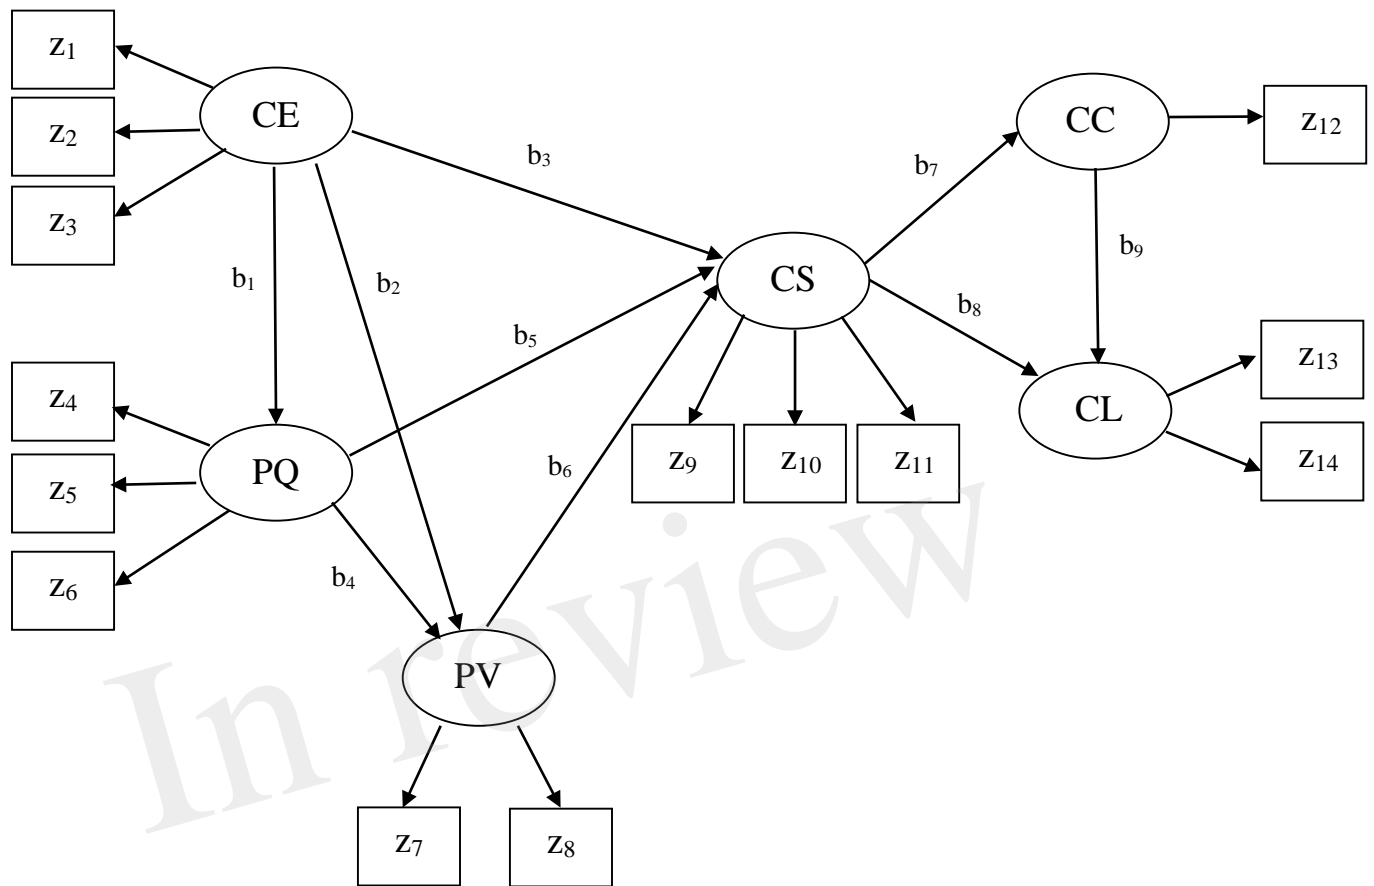 z₁
CE
z₂
z₃
b₃
b₇
CC
z₁₂
b₁
b₂
CS
b₉
b₈
b₅
z₁₃
CL
z₁₄
z₄
PQ
z₅
z₆
b₄
b₆
z₉
z₁₀
z₁₁
PV
z₇
z₈
In review